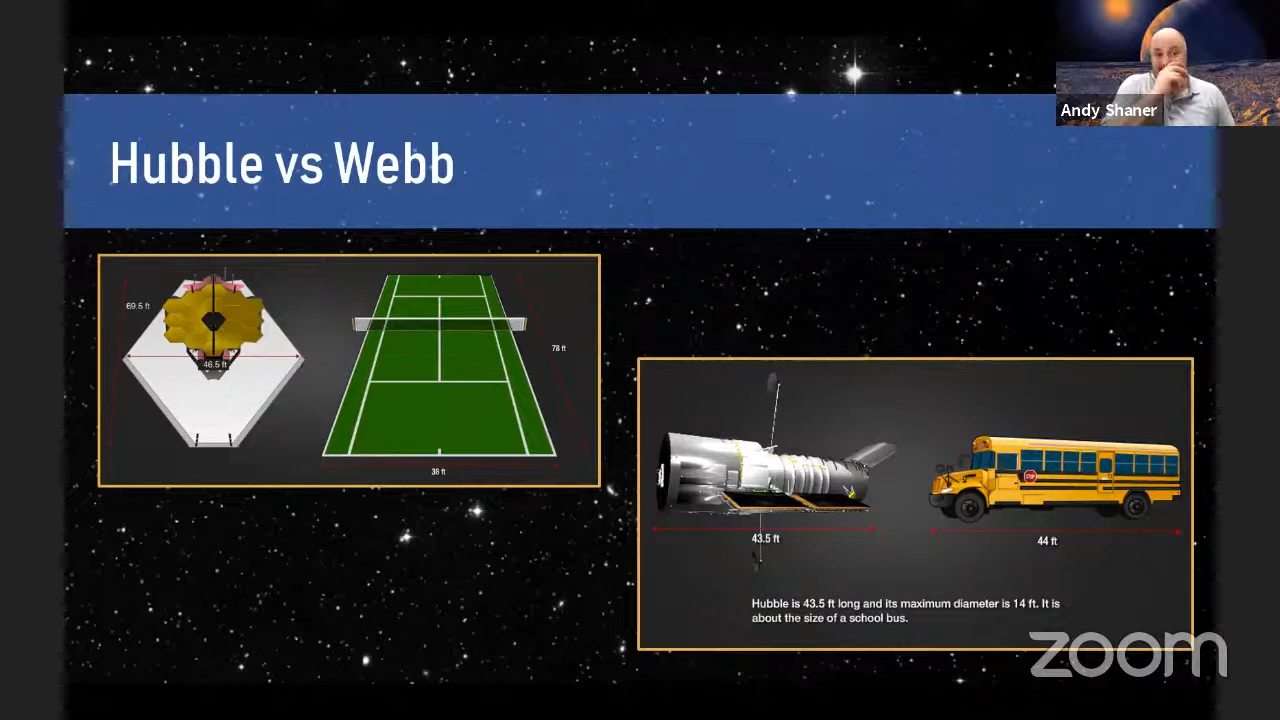 Andy Shaner
Hubble vs Webb
69.5 ft
46.5 ft
78 ft
36 ft
STOP
43.5 ft
44 ft
Hubble is 43.5 ft long and its maximum diameter is 14 ft. It is
about the size of a school bus.
zoom